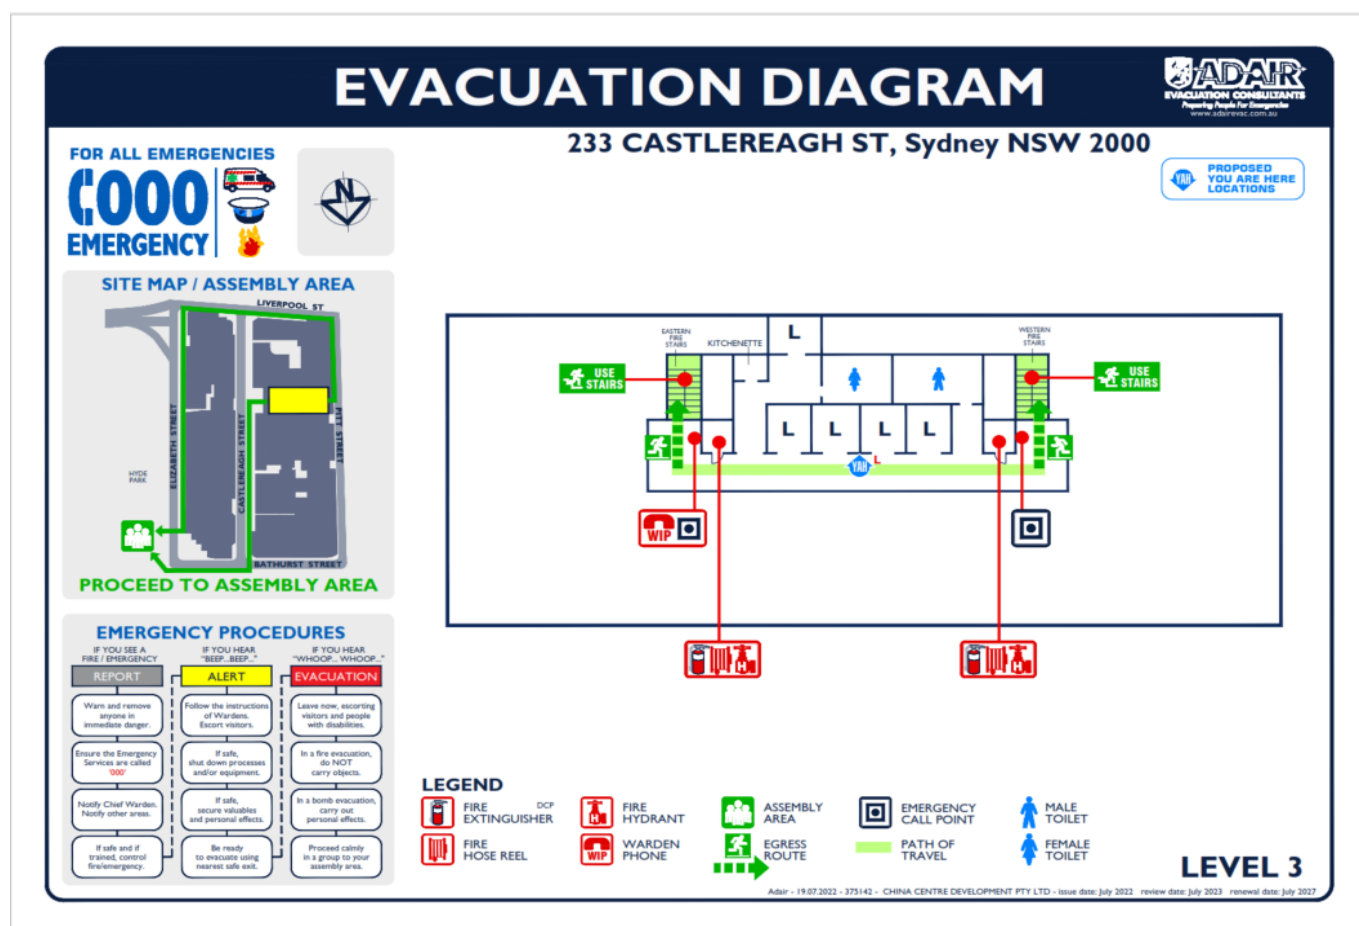 EVACUATION DIAGRAM
ADAIR
EVACUATION CONSULTANTS
Preparing People For Emergencies
www.adairevac.com.au
233 CASTLEREAGH ST, Sydney NSW 2000
PROPOSED
YOU ARE HERE
LOCATIONS
YAH
FOR ALL EMERGENCIES
000
EMERGENCY
N
SITE MAP / ASSEMBLY AREA
LIVERPOOL ST
ELIZABETH STREET
CASTLEREAGH STREET
PITT STREET
HYDE
PARK
BATHURST STREET
PROCEED TO ASSEMBLY AREA
EASTERN
FIRE
STAIRS
KITCHENETTE
L
WESTERN
FIRE
STAIRS
USE
STAIRS
USE
STAIRS
L
L
L
L
YAH
L
WIP
H
H
EMERGENCY PROCEDURES
IF YOU SEE A
FIRE / EMERGENCY
REPORT
Warn and remove
anyone in
immediate danger.
Ensure the Emergency
Services are called
'000'
Notify Chief Warden.
Notify other areas.
If safe and if
trained, control
fire/emergency.
IF YOU HEAR
"BEEP...BEEP..."
ALERT
Follow the instructions
of Wardens.
Escort visitors.
If safe,
shut down processes
and/or equipment.
If safe,
secure valuables
and personal effects.
Be ready
to evacuate using
nearest safe exit.
IF YOU HEAR
"WHOOP... WHOOP..."
EVACUATION
Leave now, escorting
visitors and people
with disabilities.
In a fire evacuation,
do NOT
carry objects.
In a bomb evacuation,
carry out
personal effects.
Proceed calmly
in a group to your
assembly area.
LEGEND
FIRE DCP
EXTINGUISHER
FIRE
HOSE REEL
H
FIRE
HYDRANT
WIP
WARDEN
PHONE
ASSEMBLY
AREA
EGRESS
ROUTE
EMERGENCY
CALL POINT
PATH OF
TRAVEL
MALE
TOILET
FEMALE
TOILET
LEVEL 3
Adair - 19.07.2022 - 375142 - CHINA CENTRE DEVELOPMENT PTY LTD - issue date: July 2022 review date: July 2023 renewal date: July 2027